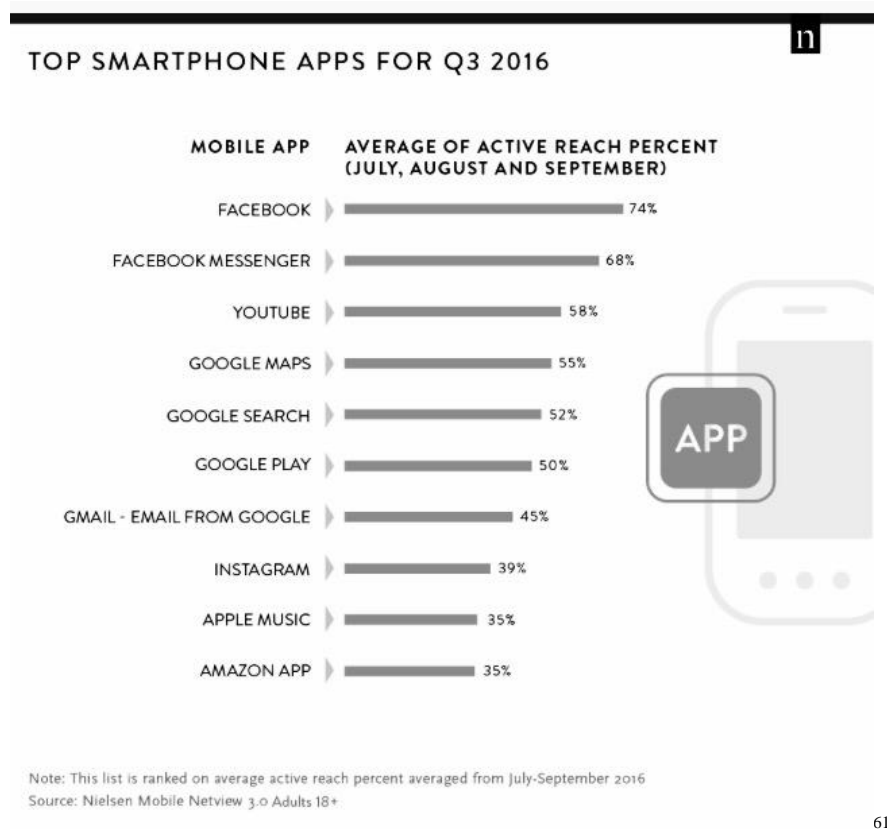 n
TOP SMARTPHONE APPS FOR Q3 2016
MOBILE APP AVERAGE OF ACTIVE REACH PERCENT
(JULY, AUGUST AND SEPTEMBER)
FACEBOOK 74%
FACEBOOK MESSENGER 68%
YOUTUBE 58%
GOOGLE MAPS 55%
GOOGLE SEARCH 52%
APP
GOOGLE PLAY 50%
GMAIL - EMAIL FROM GOOGLE 45%
INSTAGRAM 39%
APPLE MUSIC 35%
AMAZON APP 35%
Note: This list is ranked on average active reach percent averaged from July-September 2016
Source: Nielsen Mobile Netview 3.0 Adults 18+
61